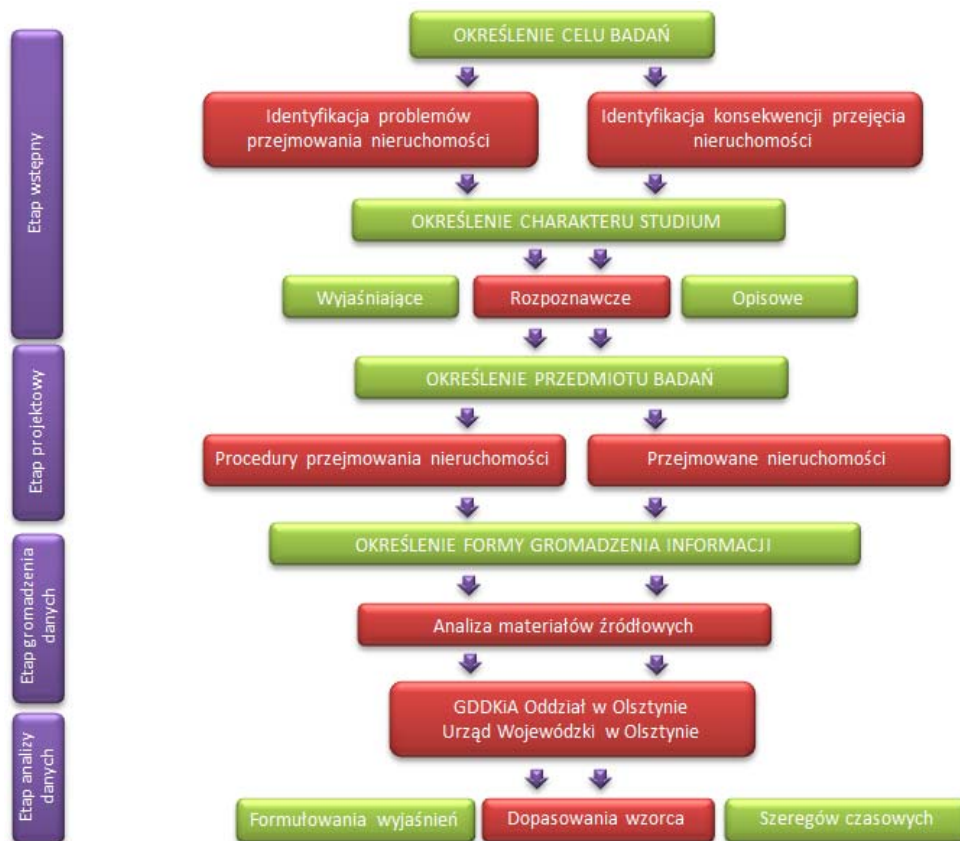 OKREŚLENIE CELU BADAŃ
Identyfikacja problemów
przejmowania nieruchomości
Identyfikacja konsekwencji przejęcia
nieruchomości
Etap wstępny
OKREŚLENIE CHARAKTERU STUDIUM
Wyjaśniające
Rozpoznawcze
Opisowe
Etap projektowy
OKREŚLENIE PRZEDMIOTU BADAŃ
Procedury przejmowania nieruchomości
Przejmowane nieruchomości
Etap gromadzenia
danych
OKREŚLENIE FORMY GROMADZENIA INFORMACJI
Analiza materiałów źródłowych
GDDKiA Oddział w Olsztynie
Urząd Wojewódzki w Olsztynie
Etap analizy
danych
Formułowania wyjaśnień
Dopasowania wzorca
Szeregów czasowych